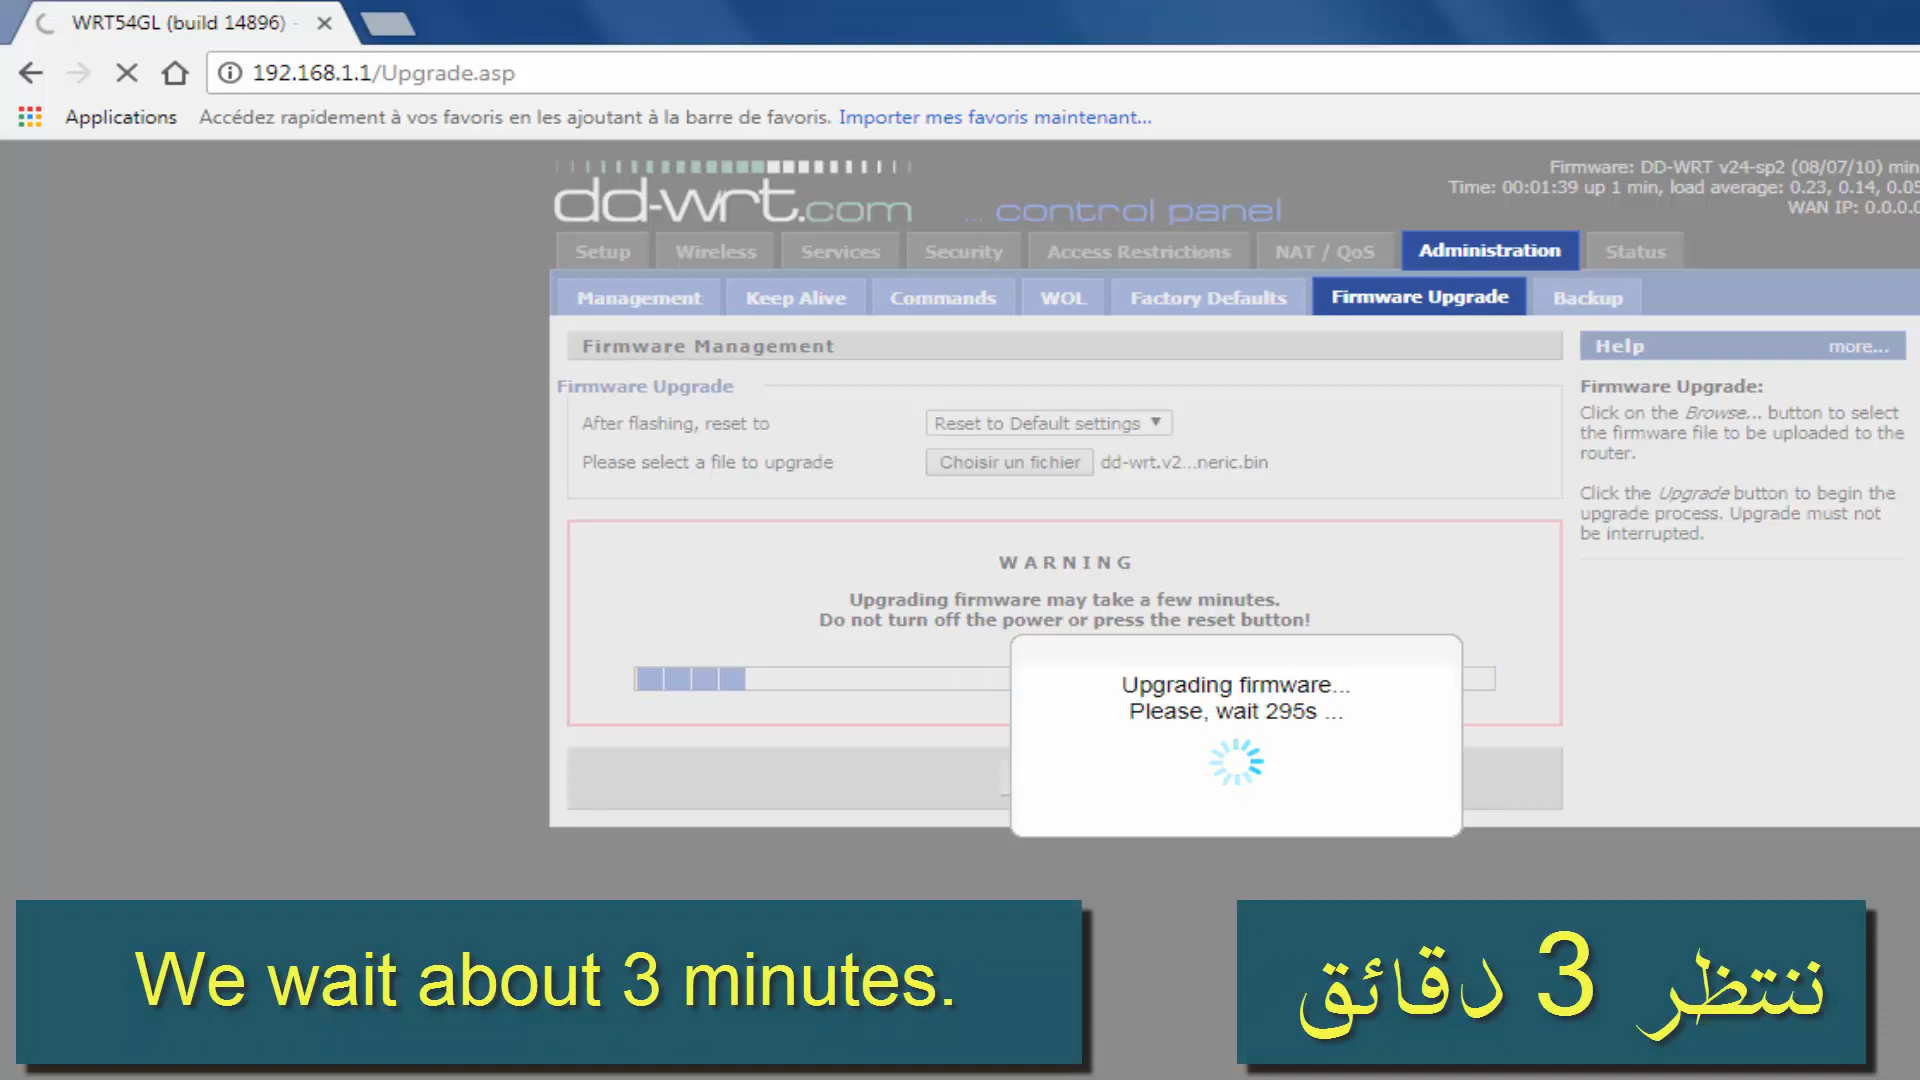 WRT54GL (build 14896) -
192.168.1.1/Upgrade.asp
Applications Accédez rapidement à vos favoris en les ajoutant à la barre de favoris. Importer mes favoris maintenant...
Firmware: DD-WRT v24-sp2 (08/07/10) min
Time: 00:01:39 up 1 min, load average: 0.23, 0.14, 0.05
WAN IP: 0.0.0.0
dd-wrt.com ... control panel
Setup Wireless Services Security Access Restrictions NAT / QoS Administration Status
Management Keep Alive Commands WOL Factory Defaults Firmware Upgrade Backup
Firmware Management
Firmware Upgrade
After flashing, reset to Reset to Default settings
Please select a file to upgrade Choisir un fichier dd-wrt.v2...neric.bin
WARNING
Upgrading firmware may take a few minutes.
Do not turn off the power or press the reset button!
Upgrading firmware...
Please, wait 295s ...
Help more...
Firmware Upgrade:
Click on the Browse... button to select
the firmware file to be uploaded to the
router.
Click the Upgrade button to begin the
upgrade process. Upgrade must not
be interrupted.
We wait about 3 minutes.
ننتظر 3 دقائق